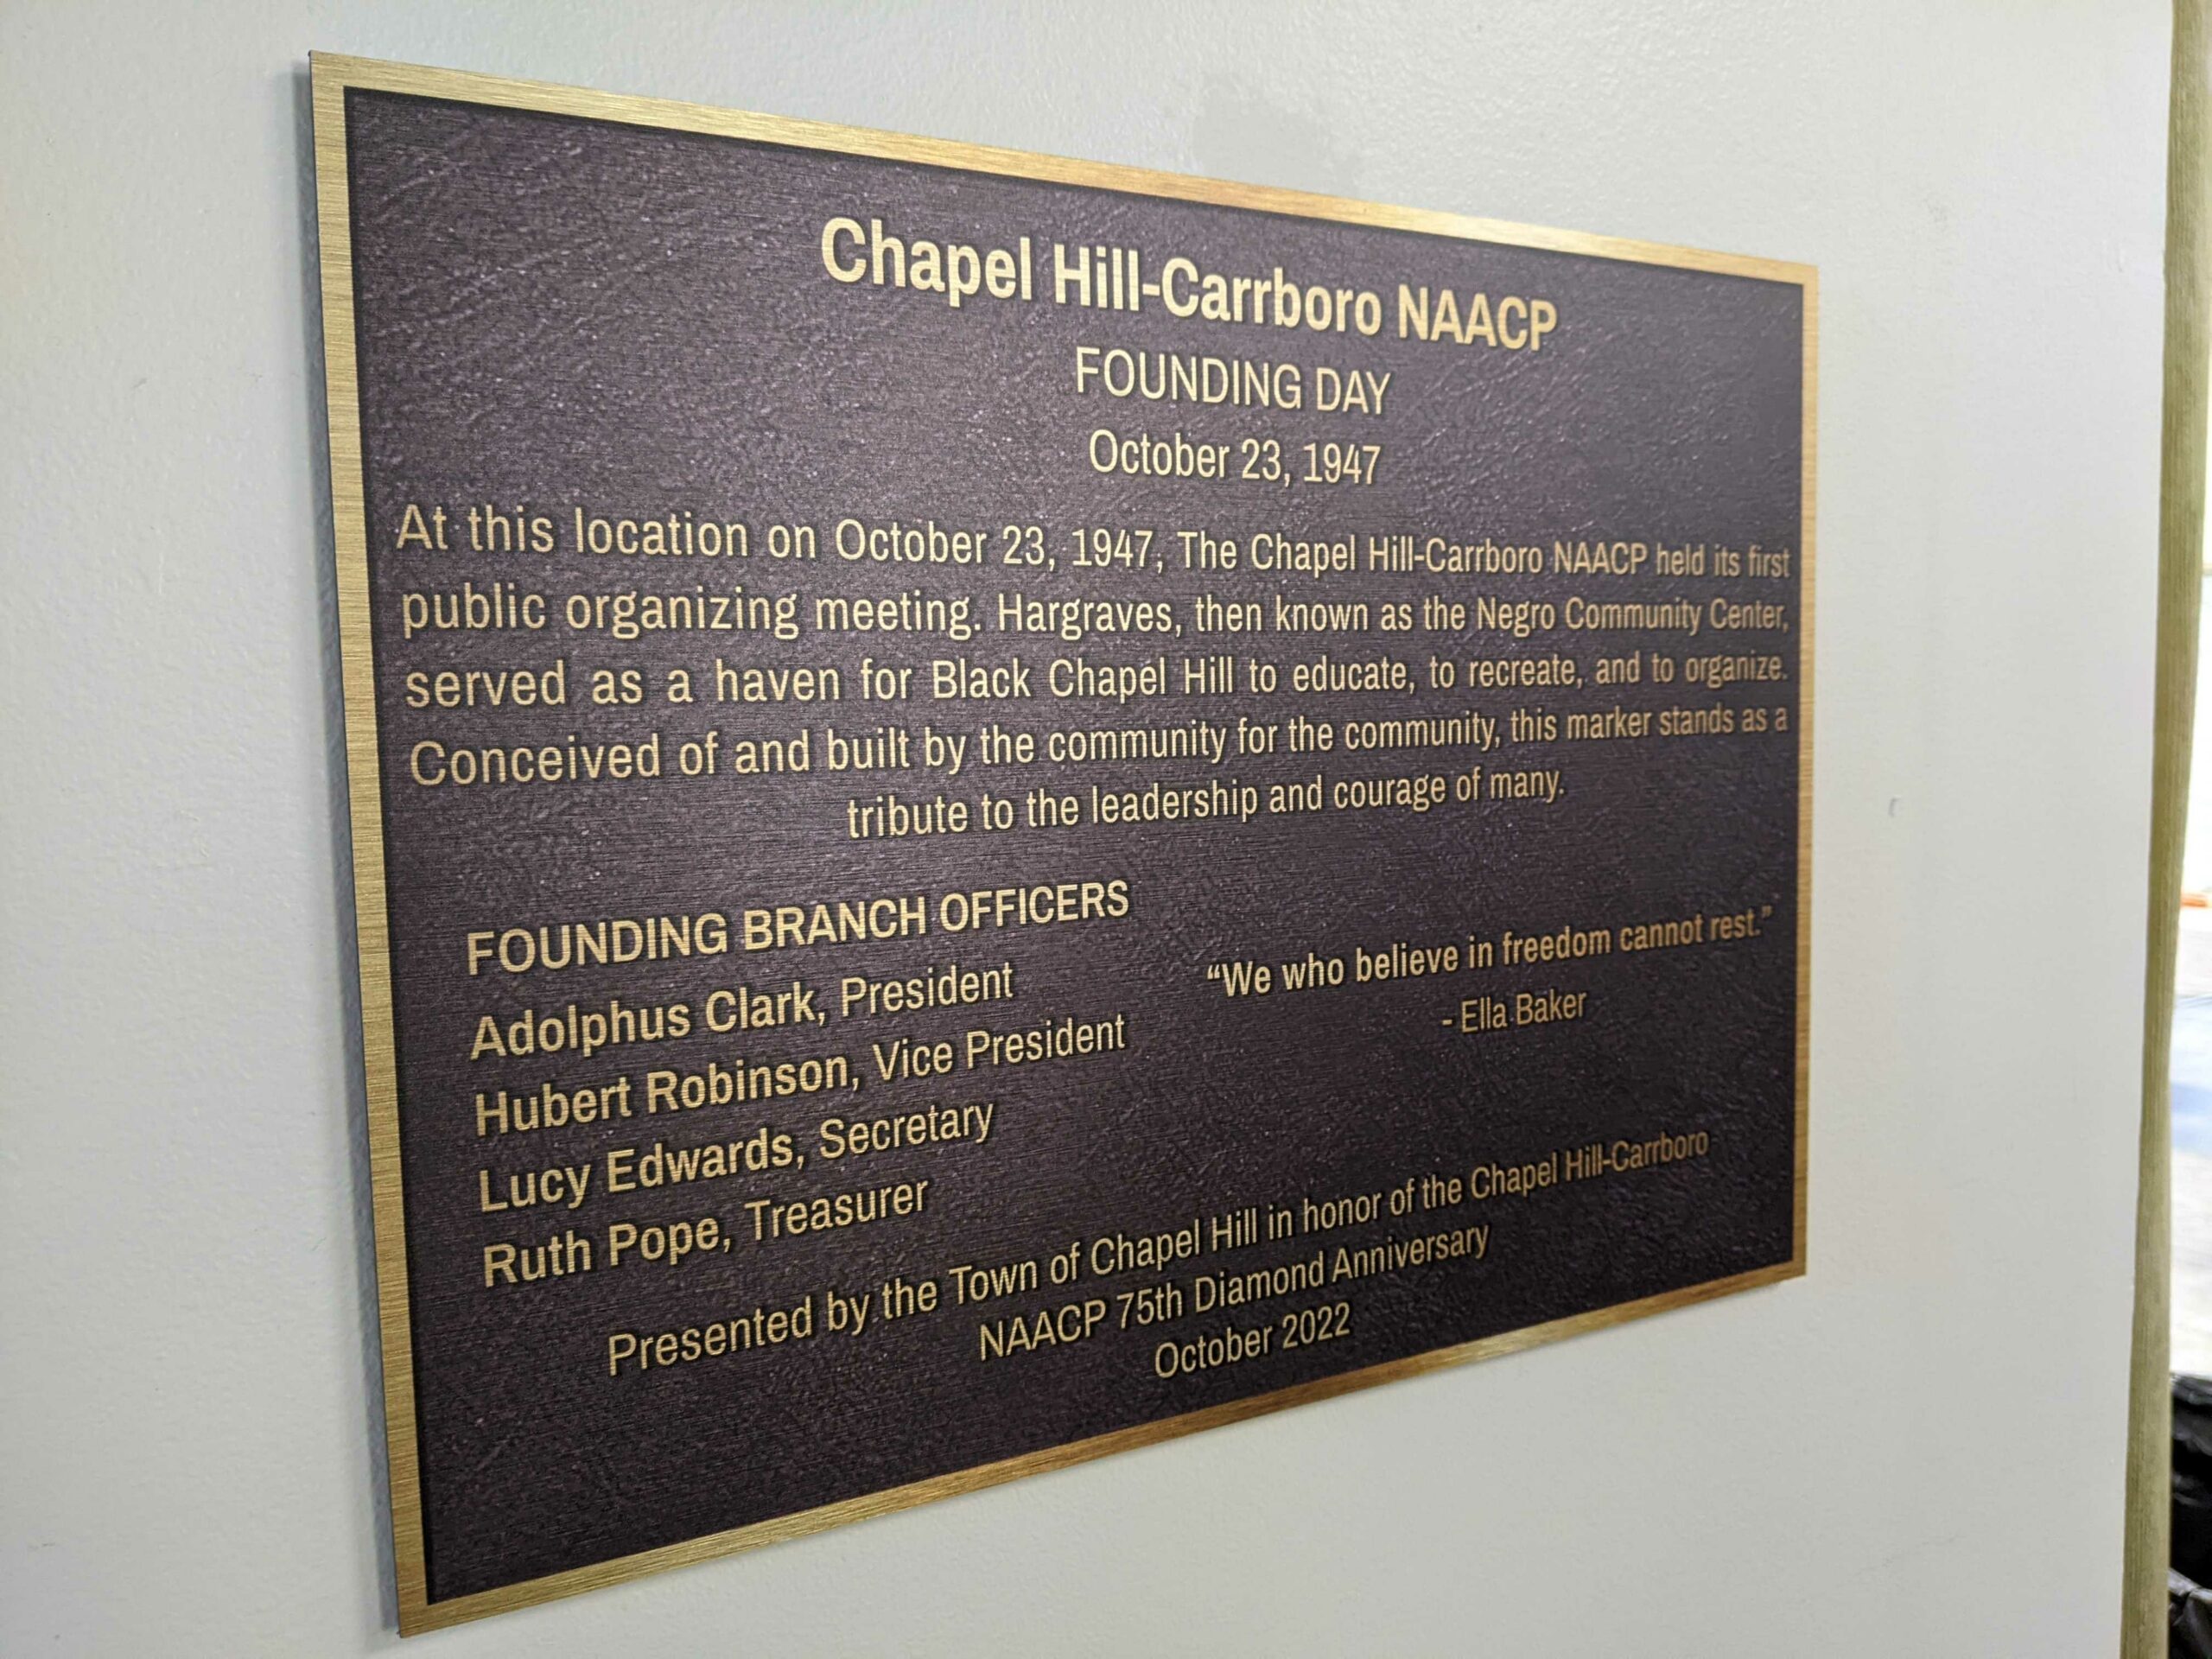 Chapel Hill-Carrboro NAACP
FOUNDING DAY
October 23, 1947
At this location on October 23, 1947, The Chapel Hill-Carrboro NAACP held its first
public organizing meeting. Hargraves, then known as the Negro Community Center,
served as a haven for Black Chapel Hill to educate, to recreate, and to organize.
Conceived of and built by the community for the community, this marker stands as a
tribute to the leadership and courage of many.
FOUNDING BRANCH OFFICERS
Adolphus Clark, President
Hubert Robinson, Vice President
Lucy Edwards, Secretary
Ruth Pope, Treasurer
“We who believe in freedom cannot rest.”
- Ella Baker
Presented by the Town of Chapel Hill in honor of the Chapel Hill-Carrboro
NAACP 75th Diamond Anniversary
October 2022